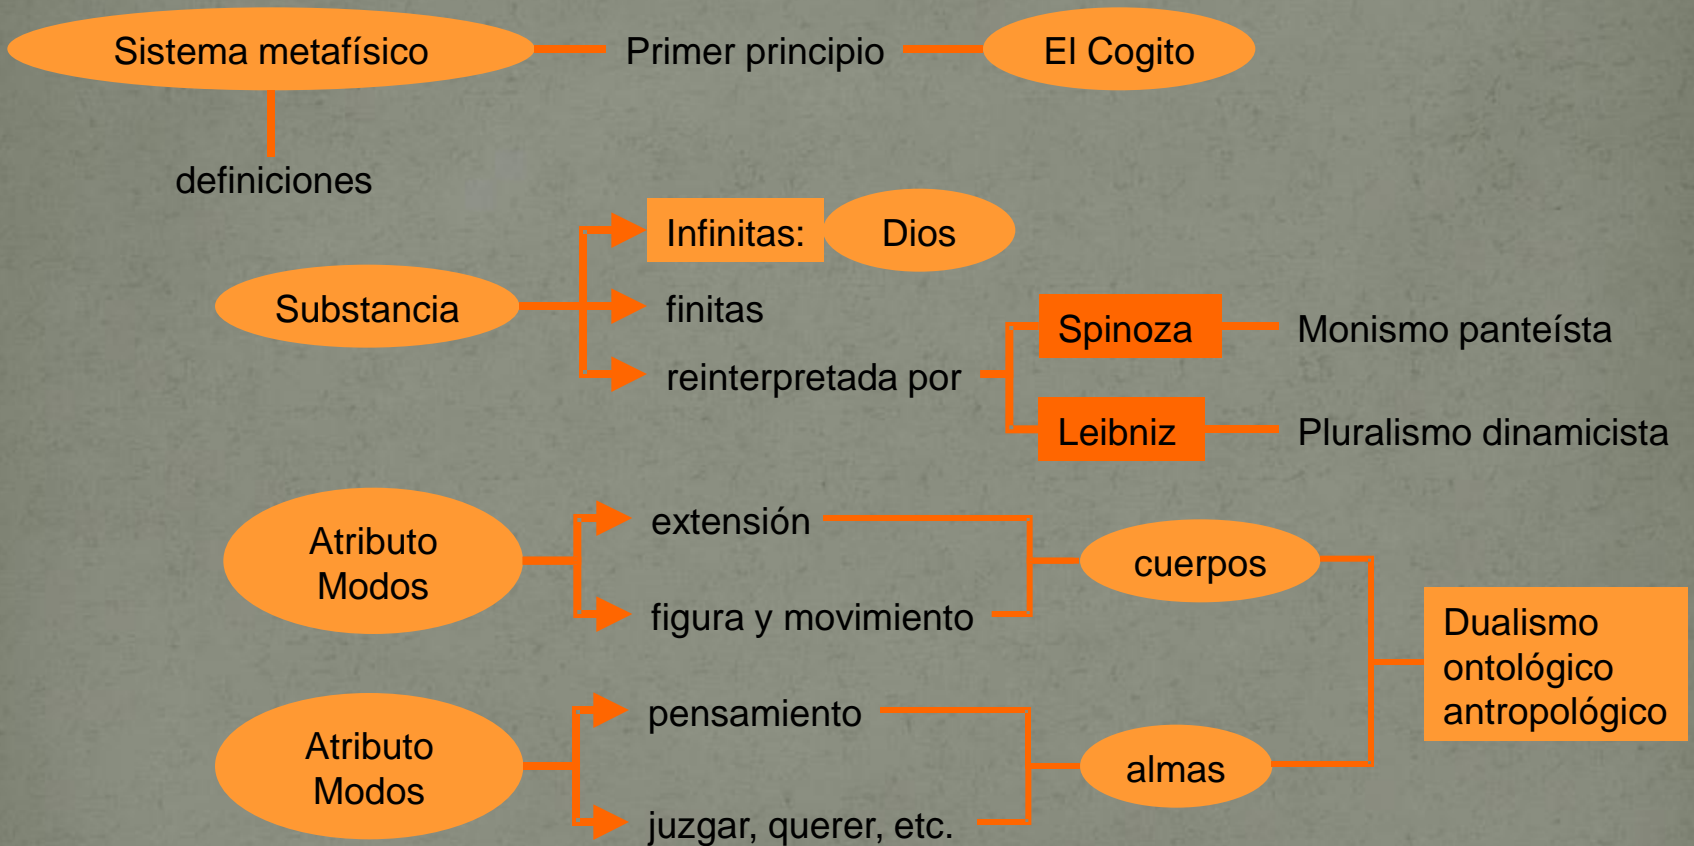 Sistema metafísico
Primer principio
El Cogito
definiciones
Infinitas:
Dios
Substancia
finitas
reinterpretada por
Spinoza
Monismo panteísta
Leibniz
Pluralismo dinamicista
Atributo
Modos
extensión
figura y movimiento
cuerpos
Dualismo
ontológico
antropológico
Atributo
Modos
pensamiento
juzgar, querer, etc.
almas